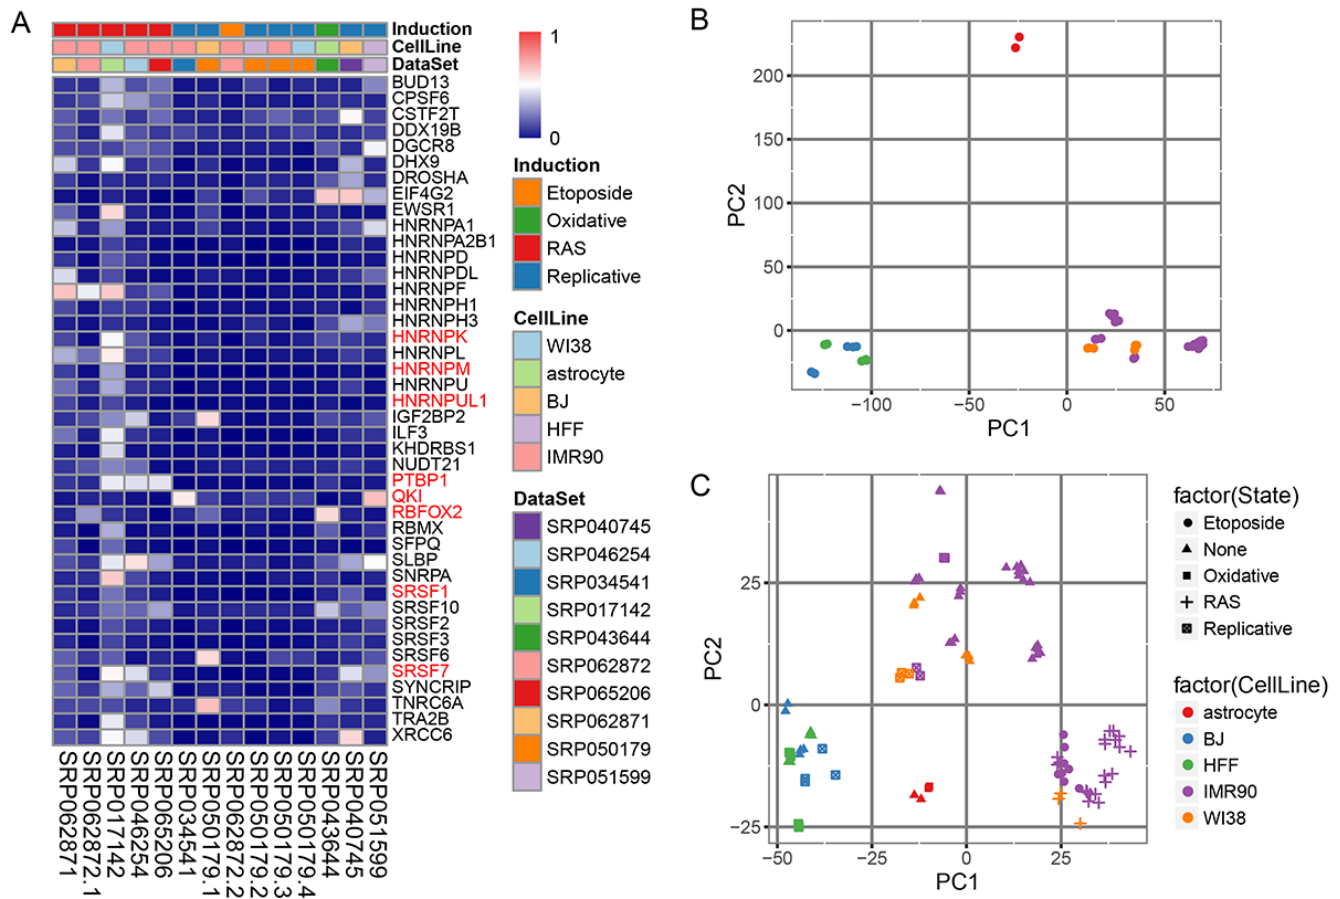 A
Induction
CellLine
DataSet
BUD13
CPSF6
CSTF2T
DDX19B
DGCR8
DHX9
DROSHA
EIF4G2
EWSR1
HNRNPA1
HNRNPA2B1
HNRNPD
HNRNPDL
HNRNPF
HNRNPH1
HNRNPH3
HNRNPK
HNRNPL
HNRNPM
HNRNPU
HNRNPUL1
IGF2BP2
ILF3
KHDRBS1
NUDT21
PTBP1
QKI
RBFOX2
RBMX
SFPQ
SLBP
SNRPA
SRSF1
SRSF10
SRSF2
SRSF3
SRSF6
SRSF7
SYNCRIP
TNRC6A
TRA2B
XRCC6
SRP062871
SRP062872.1
SRP017142
SRP046254
SRP065206
SRP034541
SRP050179.1
SRP062872.2
SRP050179.2
SRP050179.3
SRP050179.4
SRP043644
SRP040745
SRP051599
1
0
Induction
Etoposide
Oxidative
RAS
Replicative
CellLine
WI38
astrocyte
BJ
HFF
IMR90
DataSet
SRP040745
SRP046254
SRP034541
SRP017142
SRP043644
SRP062872
SRP065206
SRP062871
SRP050179
SRP051599
B
PC2
200
150
100
50
0
−100
−50
0
50
PC1
C
PC2
25
0
−25
−50
−25
0
25
PC1
factor(State)
Etoposide
None
Oxidative
RAS
Replicative
factor(CellLine)
astrocyte
BJ
HFF
IMR90
WI38